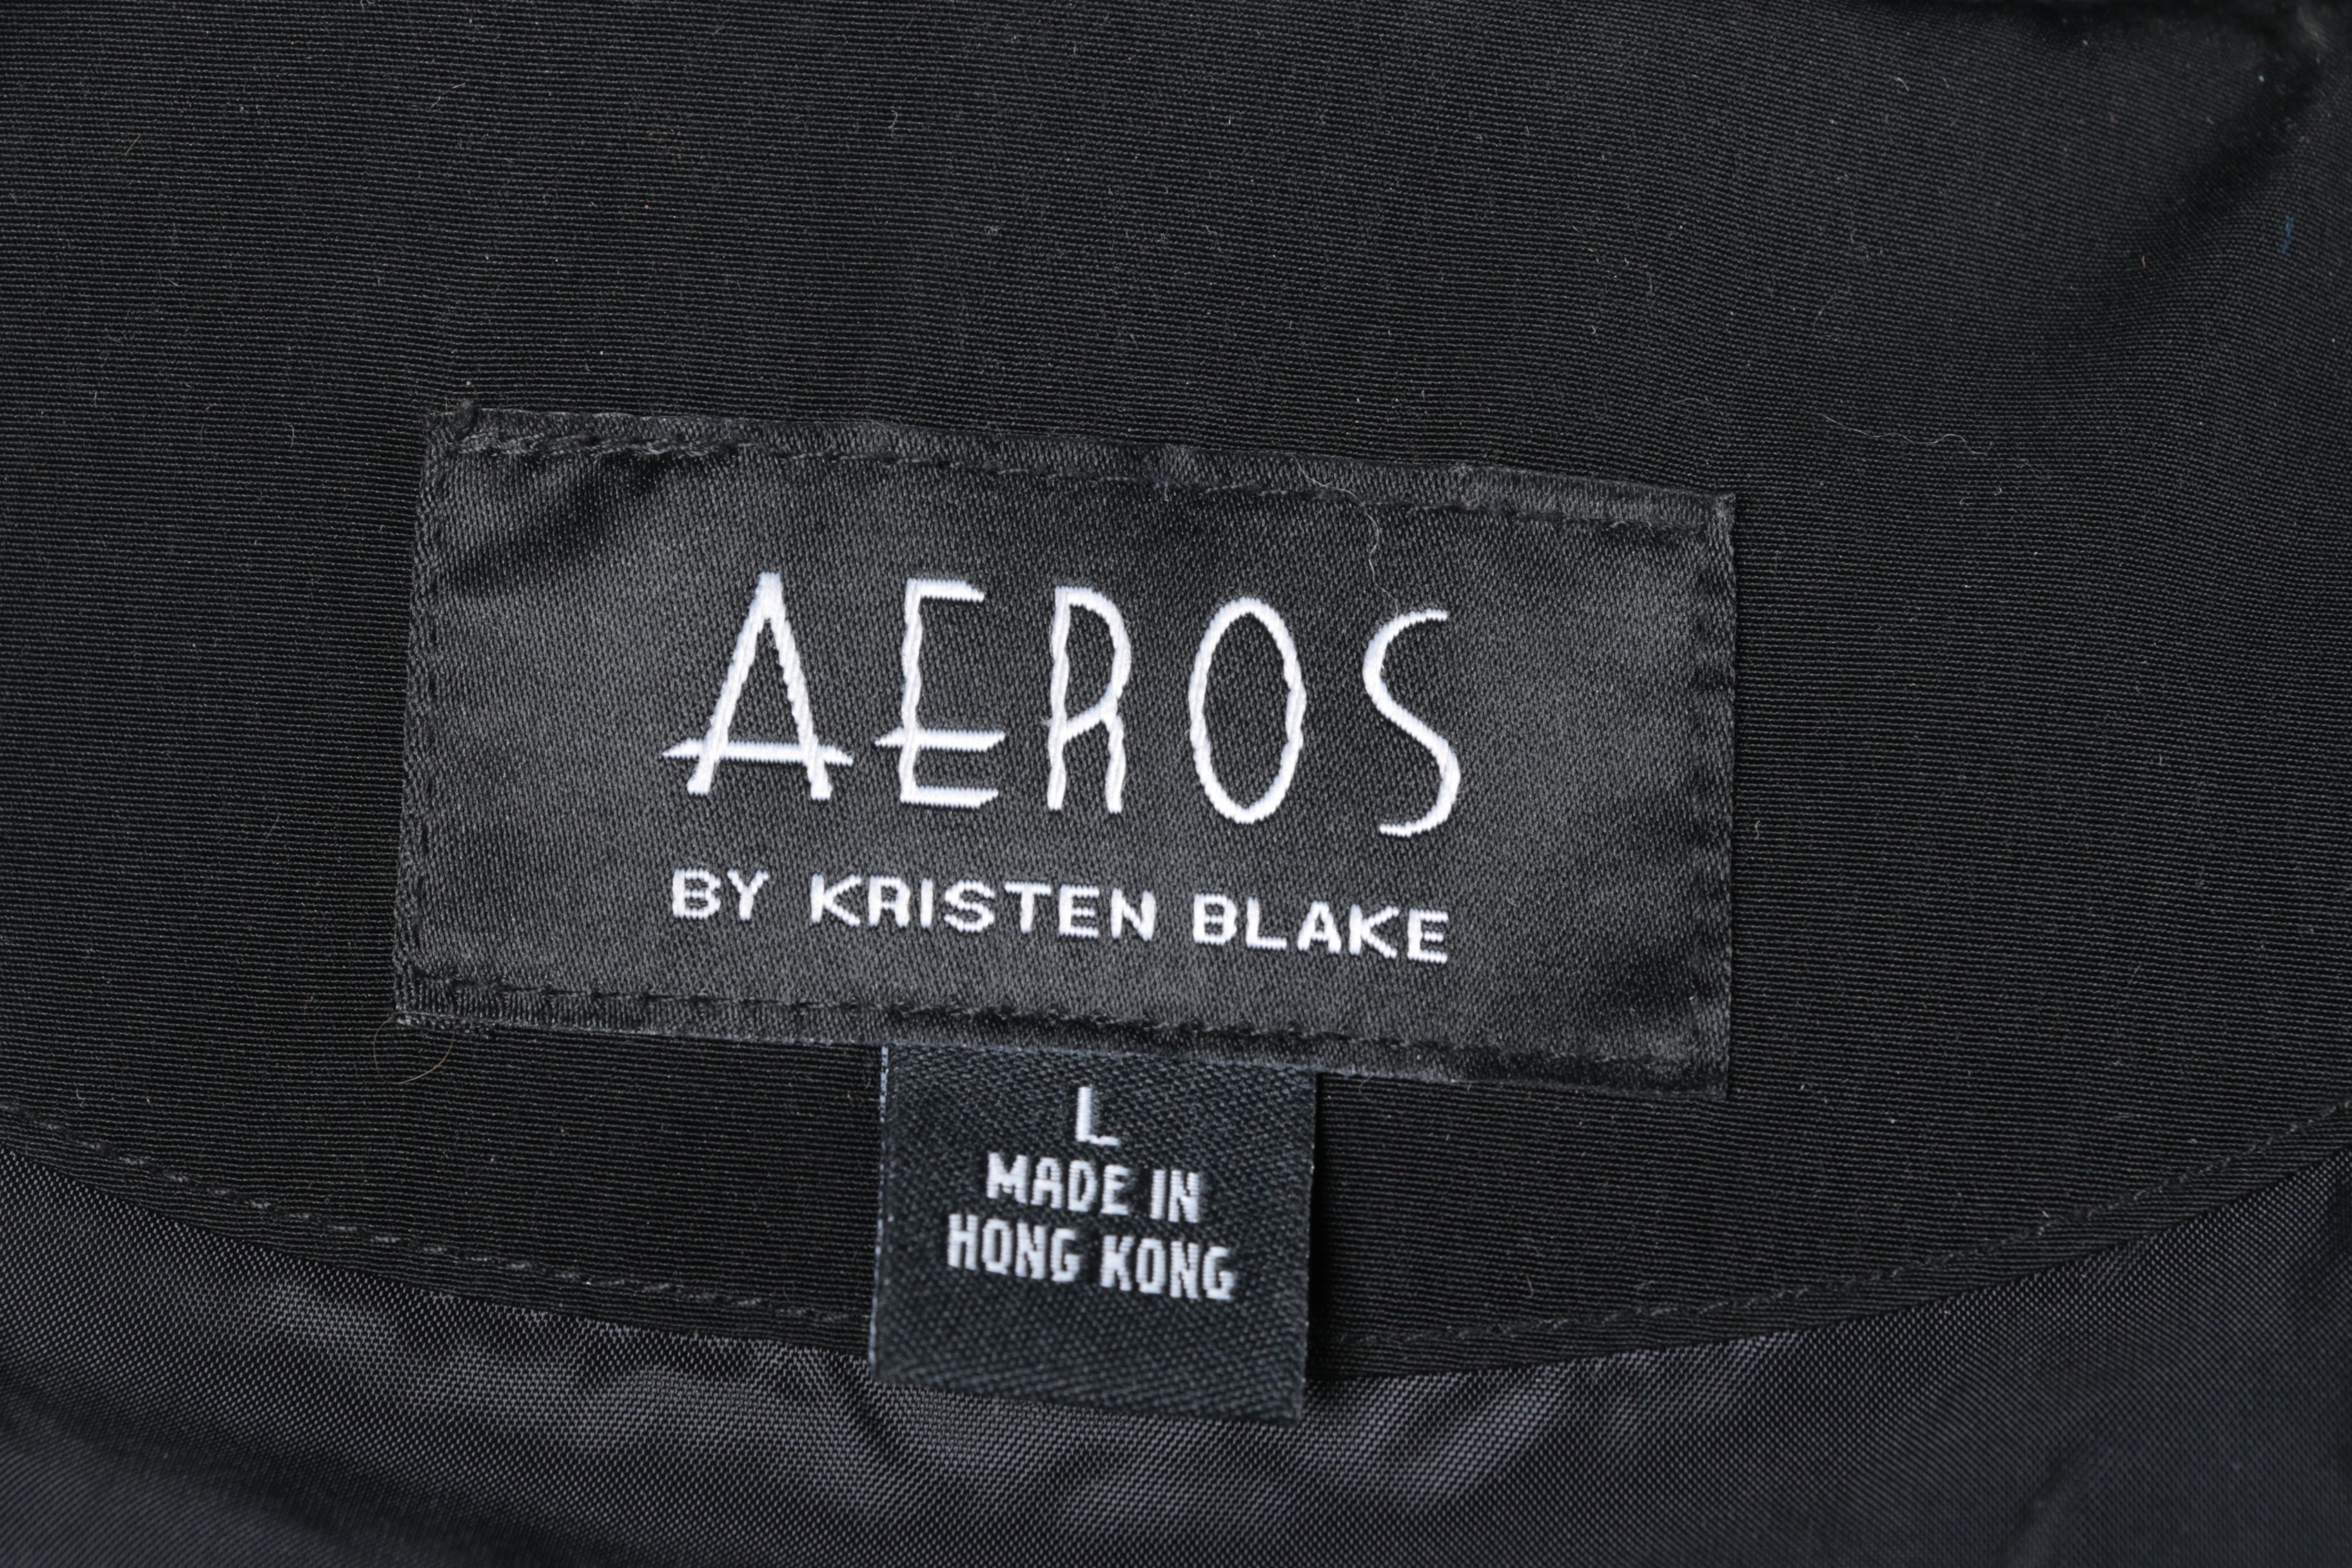 AEROS
BY KRISTEN BLAKE
L
MADE IN
HONG KONG